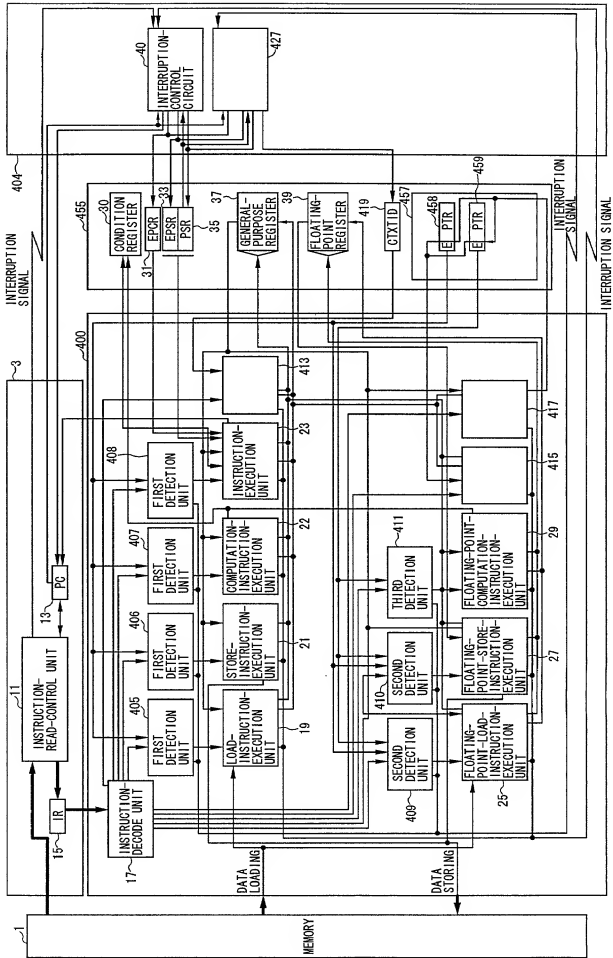 404
INTERRUPTION-
CONTROL
CIRCUIT
40
427
INTERRUPTION
SIGNAL
455
30
CONDITION
REGISTER
EPCR
31
33
EPSR
PSR
35
37
GENERAL-
PURPOSE
REGISTER
39
FLOATING-
POINT
REGISTER
419
CTXTID
457
458
E PTR
459
E PTR
INTERRUPTION
SIGNAL
INTERRUPTION SIGNAL
3
11
INSTRUCTION-
READ-CONTROL UNIT
13
PC
15
IR
400
17
INSTRUCTION-
DECODE UNIT
405
FIRST
DETECTION
UNIT
406
FIRST
DETECTION
UNIT
407
FIRST
DETECTION
UNIT
408
FIRST
DETECTION
UNIT
LOAD-
INSTRUCTION-
EXECUTION
UNIT
19
STORE-
INSTRUCTION-
EXECUTION
UNIT
21
COMPUTATION-
INSTRUCTION-
EXECUTION
UNIT
22
INSTRUCTION-
EXECUTION
UNIT
23
413
409
SECOND
DETECTION
UNIT
410
SECOND
DETECTION
UNIT
411
THIRD
DETECTION
UNIT
415
417
FLOATING-
POINT-LOAD-
INSTRUCTION-
EXECUTION
UNIT
25
FLOATING-
POINT-STORE-
INSTRUCTION-
EXECUTION
UNIT
27
FLOATING-POINT-
COMPUTATION-
INSTRUCTION-
EXECUTION
UNIT
29
DATA
LOADING
DATA
STORING
1
MEMORY